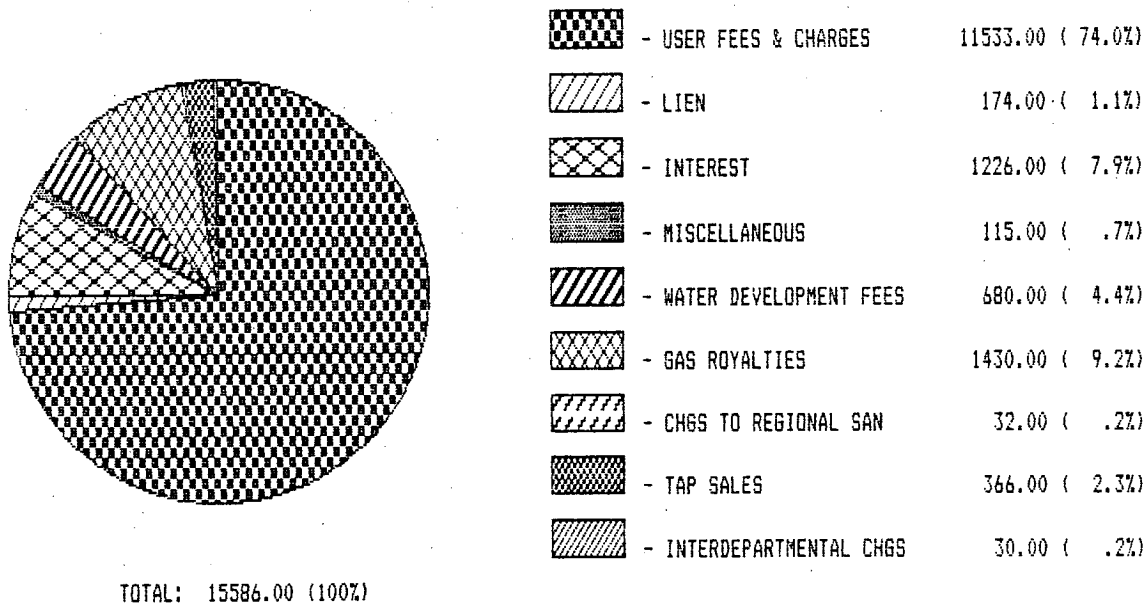 - USER FEES & CHARGES 11533.00 ( 74.0%)
- LIEN 174.00 ( 1.1%)
- INTEREST 1226.00 ( 7.9%)
- MISCELLANEOUS 115.00 ( .7%)
- WATER DEVELOPMENT FEES 680.00 ( 4.4%)
- GAS ROYALTIES 1430.00 ( 9.2%)
- CHGS TO REGIONAL SAN 32.00 ( .2%)
- TAP SALES 366.00 ( 2.3%)
- INTERDEPARTMENTAL CHGS 30.00 ( .2%)
TOTAL: 15586.00 (100%)